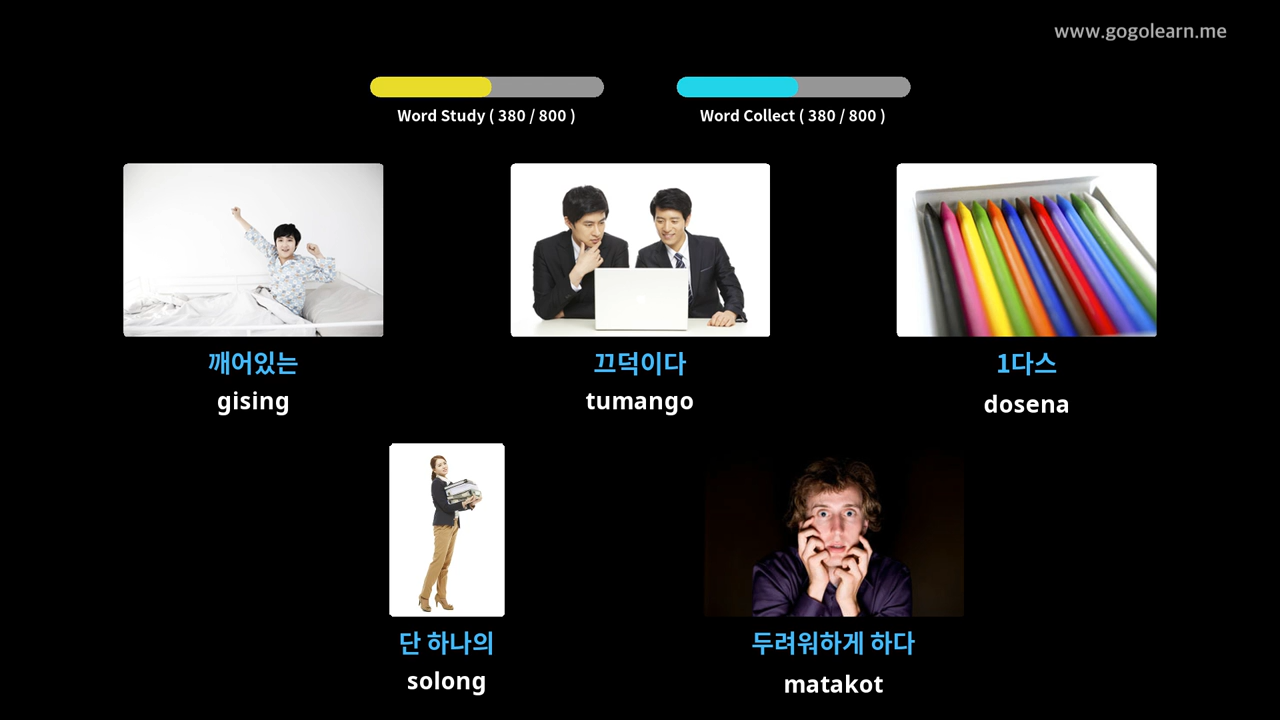 www.gogolearn.me
Word Study ( 380 / 800 )
Word Collect ( 380 / 800 )
깨어있는
gising
끄덕이다
tumango
1다스
dosena
단 하나의
solong
두려워하게 하다
matakot